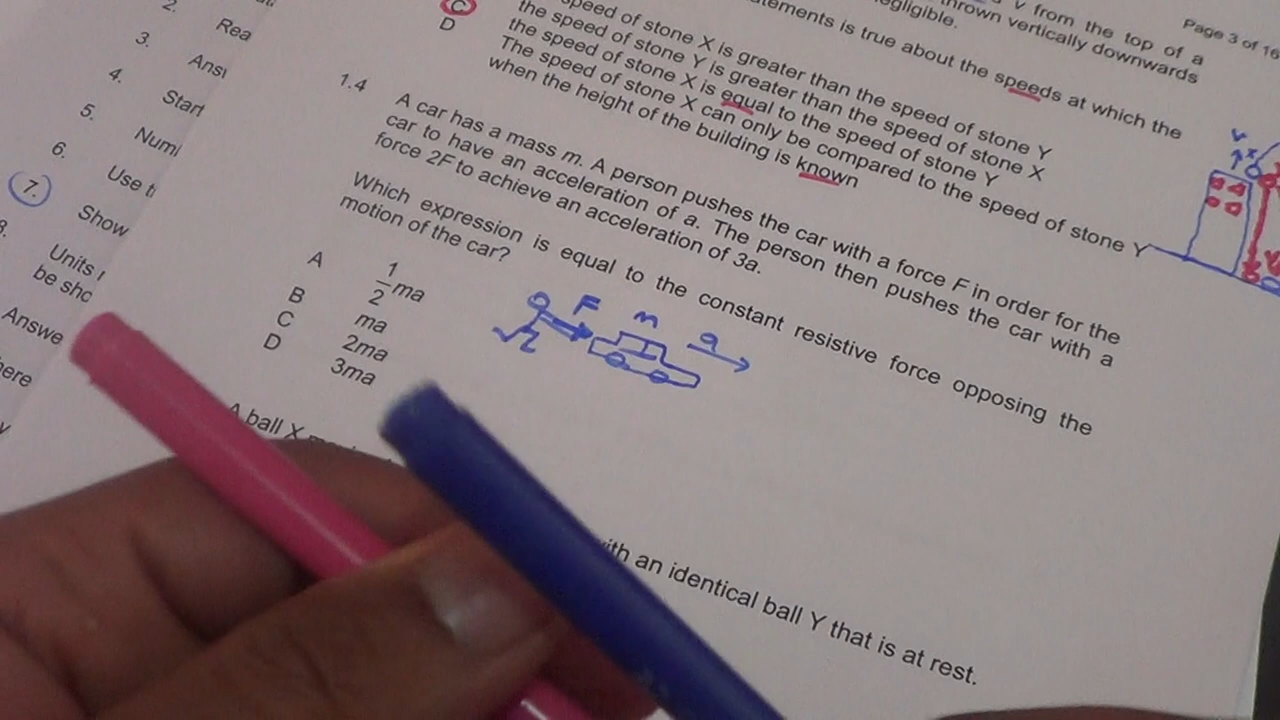 Page 3 of 16
v from the top of a
thrown vertically downwards
negligible.
statements is true about the speeds at which the
speed of stone X is greater than the speed of stone Y
the speed of stone Y is greater than the speed of stone X
the speed of stone X is equal to the speed of stone Y
C
D
The speed of stone X can only be compared to the speed of stone Y
when the height of the building is known
1.4
A car has a mass m. A person pushes the car with a force F in order for the
car to have an acceleration of a. The person then pushes the car with a
force 2F to achieve an acceleration of 3a.
Which expression is equal to the constant resistive force opposing the
motion of the car?
A 1/2 ma
B ma
C 2ma
D 3ma
F m a
A ball X
with an identical ball Y that is at rest.
2. Rea
3. Ansı
4. Start
5. Numl
6. Use t
7. Show
8. Units
be sho
Answe
here
y